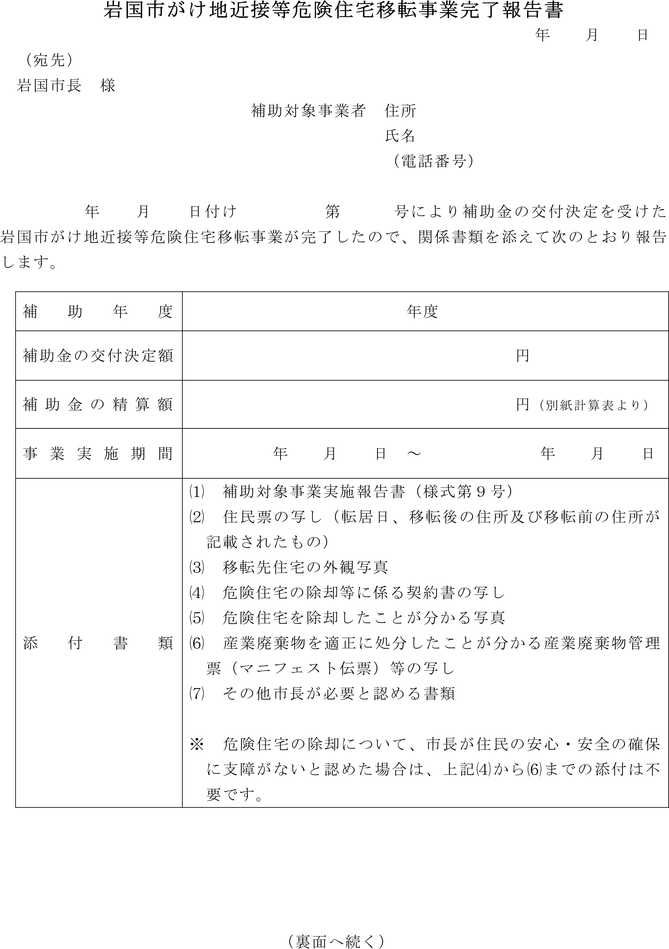 岩国市がけ地近接等危険住宅移転事業完了報告書
年　　月　　日
（宛先）
岩国市長　様
補助対象事業者　住所
氏名
（電話番号）
年　　月　　日付け　　　　　第　　　号により補助金の交付決定を受けた
岩国市がけ地近接等危険住宅移転事業が完了したので、関係書類を添えて次のとおり報告
します。
補助年度　　年度
補助金の交付決定額　　円
補助金の精算額　　円（別紙計算表より）
事業実施期間　　年　　月　　日　～　　　　年　　月　　日
添付書類
⑴　補助対象事業実施報告書（様式第９号）
⑵　住民票の写し（転居日、移転後の住所及び移転前の住所が
記載されたもの）
⑶　移転先住宅の外観写真
⑷　危険住宅の除却等に係る契約書の写し
⑸　危険住宅を除却したことが分かる写真
⑹　産業廃棄物を適正に処分したことが分かる産業廃棄物管理
票（マニフェスト伝票）等の写し
⑺　その他市長が必要と認める書類
※　危険住宅の除却について、市長が住民の安心・安全の確保
に支障がないと認めた場合は、上記⑷から⑹までの添付は不
要です。
（裏面へ続く）